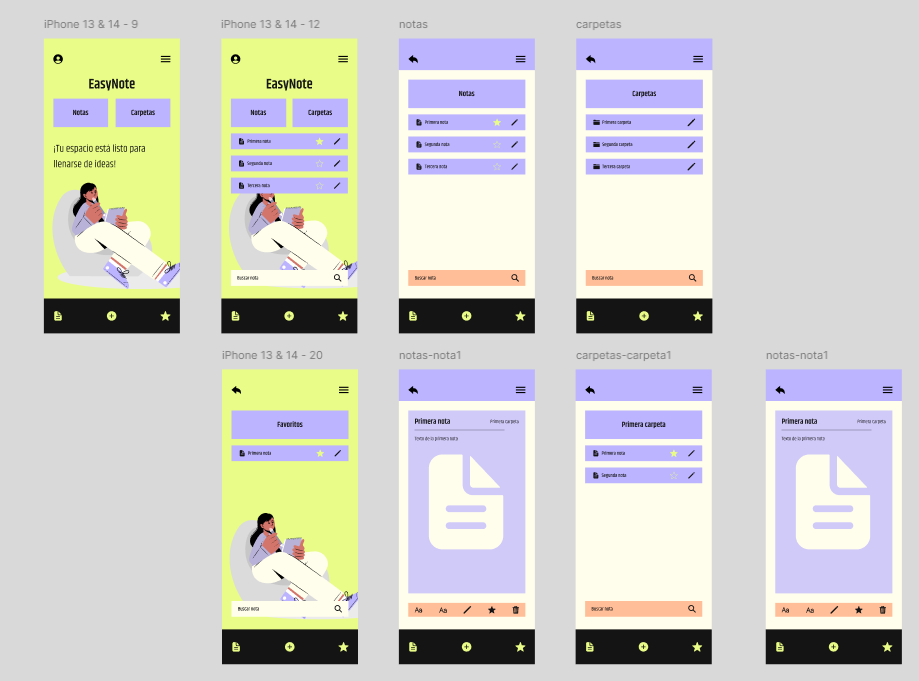 iPhone 13 & 14 - 9
EasyNote
Notas
Carpetas
¡Tu espacio está listo para
llenarse de ideas!
iPhone 13 & 14 - 12
EasyNote
Notas
Carpetas
Primera nota
Segunda nota
Tercera nota
Buscar nota
notas
Notas
Primera nota
Segunda nota
Tercera nota
Buscar nota
carpetas
Carpetas
Primera carpeta
Segunda carpeta
Tercera carpeta
Buscar nota
iPhone 13 & 14 - 20
Favoritos
Primera nota
Buscar nota
notas-nota1
Primera nota
Primera carpeta
Texto de la primera nota
Aa
Aa
carpetas-carpeta1
Primera carpeta
Primera nota
Segunda nota
Buscar nota
notas-nota1
Primera nota
Primera carpeta
Texto de la primera nota
Aa
Aa